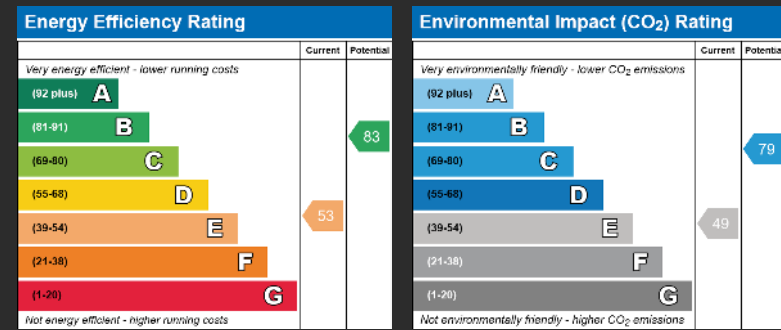 Energy Efficiency Rating
Current Potential
Very energy efficient - lower running costs
(92 plus) A
(81-91) B
83
(69-80) C
(55-68) D
53
(39-54) E
(21-38) F
(1-20) G
Not energy efficient - higher running costs
Environmental Impact (CO₂) Rating
Current Potentia
Very environmentally friendly - lower CO₂ emissions
(92 plus) A
(81-91) B
79
(69-80) C
(55-68) D
49
(39-54) E
(21-38) F
(1-20) G
Not environmentally friendly - higher CO₂ emissions